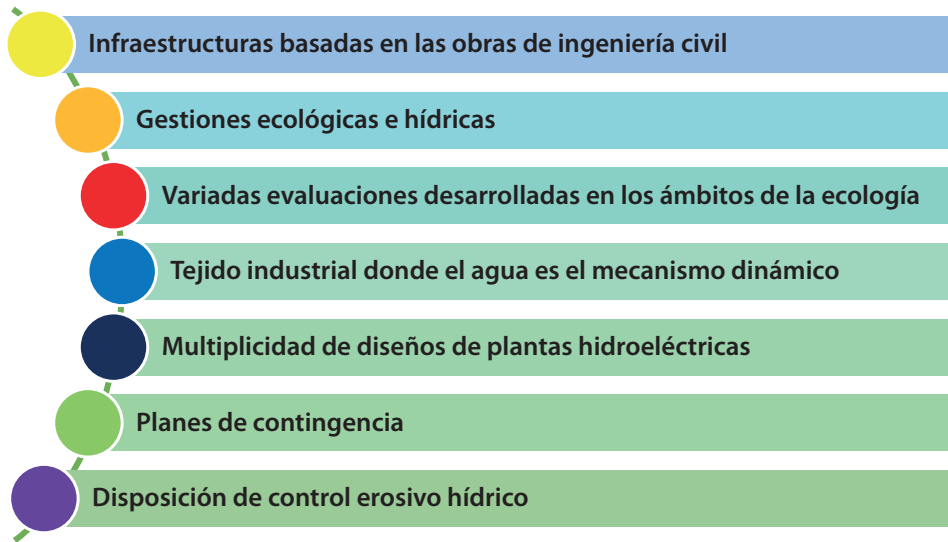 Infraestructuras basadas en las obras de ingeniería civil
Gestiones ecológicas e hídricas
Variadas evaluaciones desarrolladas en los ámbitos de la ecología
Tejido industrial donde el agua es el mecanismo dinámico
Multiplicidad de diseños de plantas hidroeléctricas
Planes de contingencia
Disposición de control erosivo hídrico